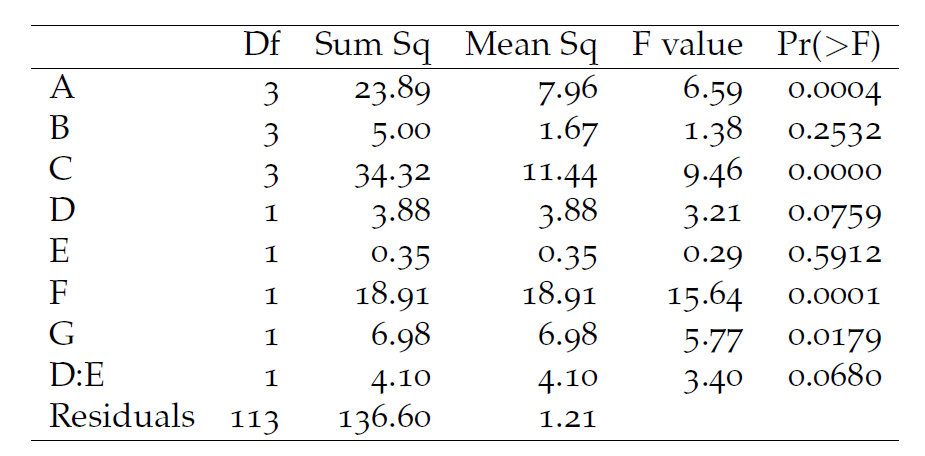 Df Sum Sq Mean Sq F value Pr(>F)
A 3 23.89 7.96 6.59 0.0004
B 3 5.00 1.67 1.38 0.2532
C 3 34.32 11.44 9.46 0.0000
D 1 3.88 3.88 3.21 0.0759
E 1 0.35 0.35 0.29 0.5912
F 1 18.91 18.91 15.64 0.0001
G 1 6.98 6.98 5.77 0.0179
D:E 1 4.10 4.10 3.40 0.0680
Residuals 113 136.60 1.21